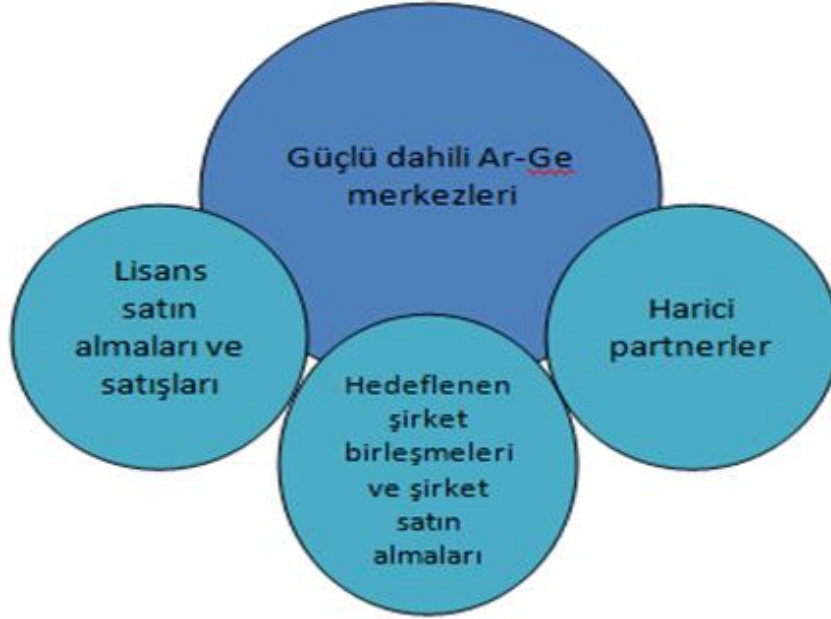 Güçlü dahili Ar-Ge
merkezleri
Lisans
satın
almaları ve
satışları
Hedeflenen
şirket
birleşmeleri
ve şirket
satın
almaları
Harici
partnerler